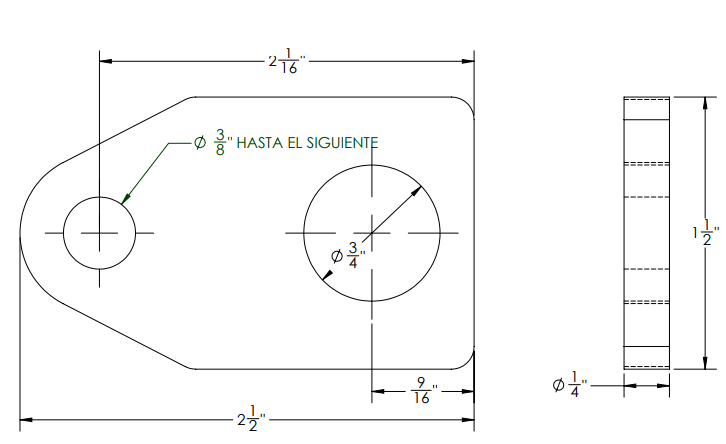 2 1/16"
Ø 3/8" HASTA EL SIGUIENTE
1 1/2"
Ø 3/4"
9/16"
Ø 1/4"
2 1/2"